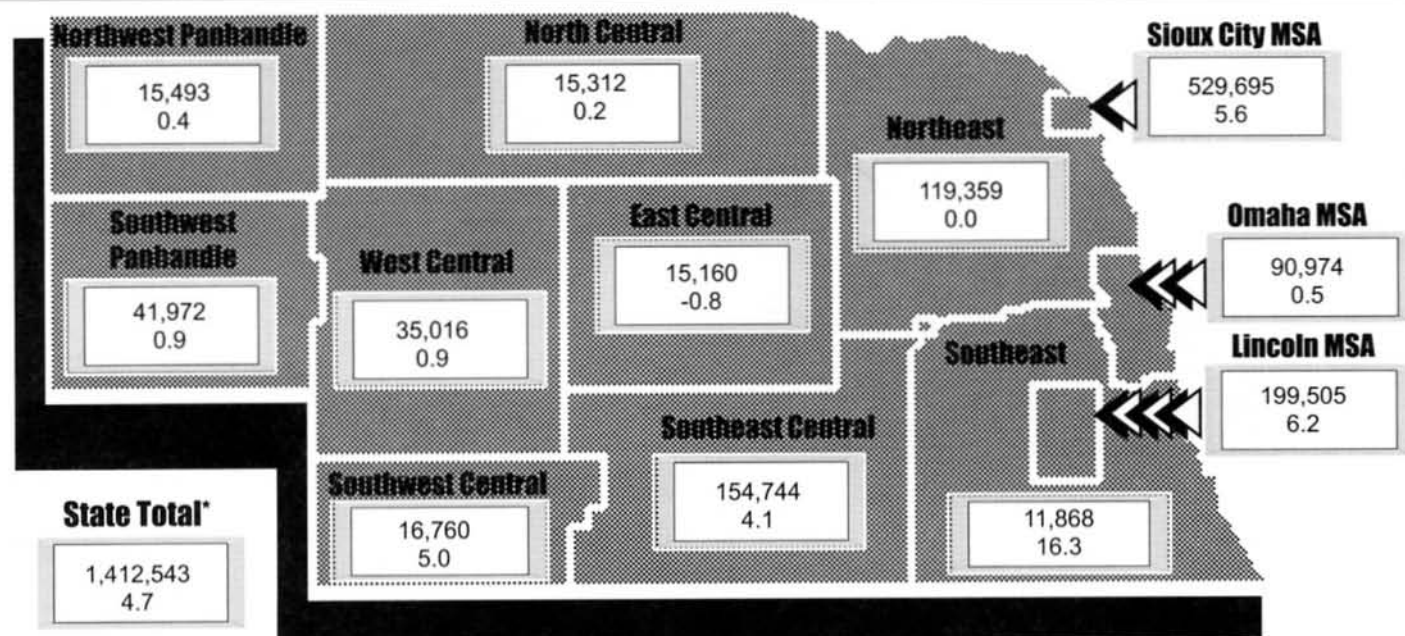 Northwest Panhandle
15,493
0.4
North Central
15,312
0.2
Sioux City MSA
529,695
5.6
Northeast
119,359
0.0
Southwest
Panhandle
41,972
0.9
West Central
35,016
0.9
East Central
15,160
-0.8
Omaha MSA
90,974
0.5
Lincoln MSA
199,505
6.2
Southeast
11,868
16.3
Southeast Central
154,744
4.1
Southwest Central
16,760
5.0
State Total*
1,412,543
4.7